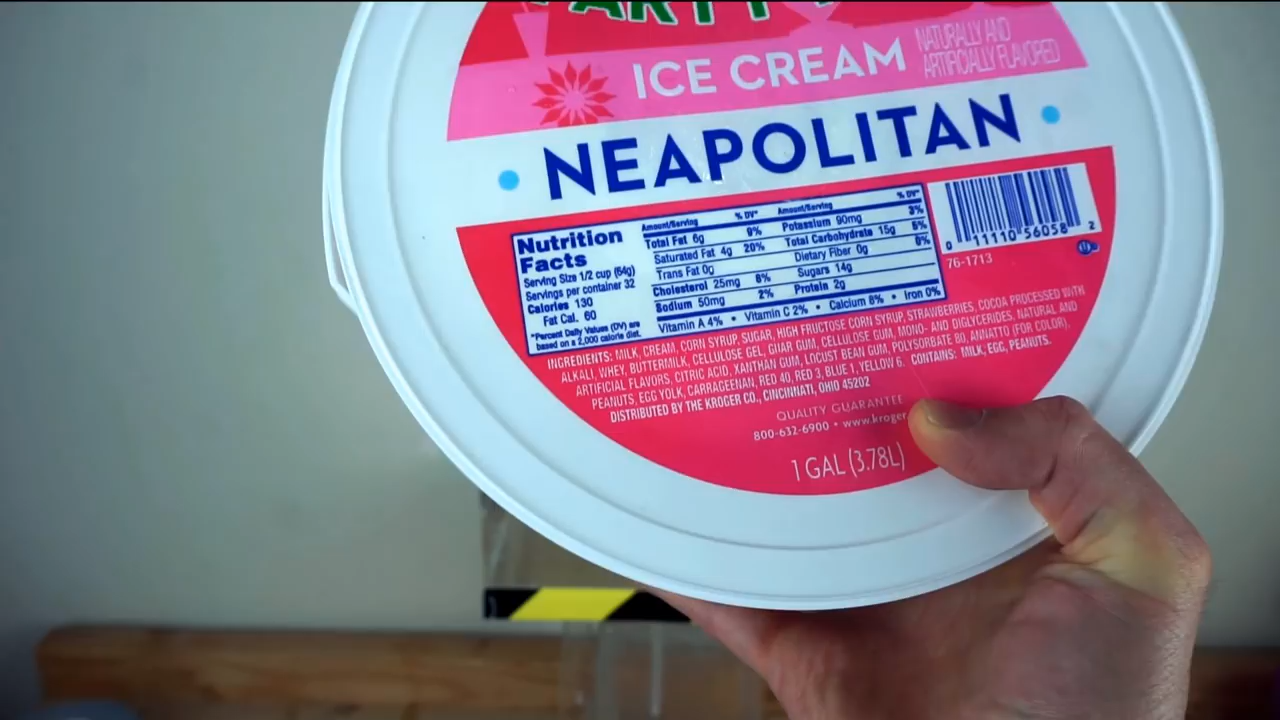 PARTY
ICE CREAM
NATURALLY AND
ARTIFICIALLY FLAVORED
• NEAPOLITAN •
Nutrition
Facts
Serving Size 1/2 cup (64g)
Servings per container 32
Calories 130
Fat Cal. 60
*Percent Daily Values (DV) are
based on a 2,000 calorie diet.
Amount/Serving % DV*
Total Fat 6g 9%
Saturated Fat 4g 20%
Trans Fat 0g
Cholesterol 25mg 8%
Sodium 50mg 2%
Amount/Serving % DV*
Potassium 90mg 3%
Total Carbohydrate 15g 5%
Dietary Fiber 0g 0%
Sugars 14g
Protein 2g
Vitamin A 4% • Vitamin C 2% • Calcium 8% • Iron 0%
0 11110 56058 2
76-1713
INGREDIENTS: MILK, CREAM, CORN SYRUP, SUGAR, HIGH FRUCTOSE CORN SYRUP, STRAWBERRIES, COCOA PROCESSED WITH
ALKALI, WHEY, BUTTERMILK, CELLULOSE GEL, GUAR GUM, CELLULOSE GUM, MONO- AND DIGLYCERIDES, NATURAL AND
ARTIFICIAL FLAVORS, CITRIC ACID, XANTHAN GUM, LOCUST BEAN GUM, POLYSORBATE 80, ANNATTO (FOR COLOR),
PEANUTS, EGG YOLK, CARRAGEENAN, RED 40, RED 3, BLUE 1, YELLOW 6. CONTAINS: MILK, EGG, PEANUTS.
DISTRIBUTED BY THE KROGER CO., CINCINNATI, OHIO 45202
QUALITY GUARANTEE
800-632-6900 • www.kroger
1 GAL (3.78L)